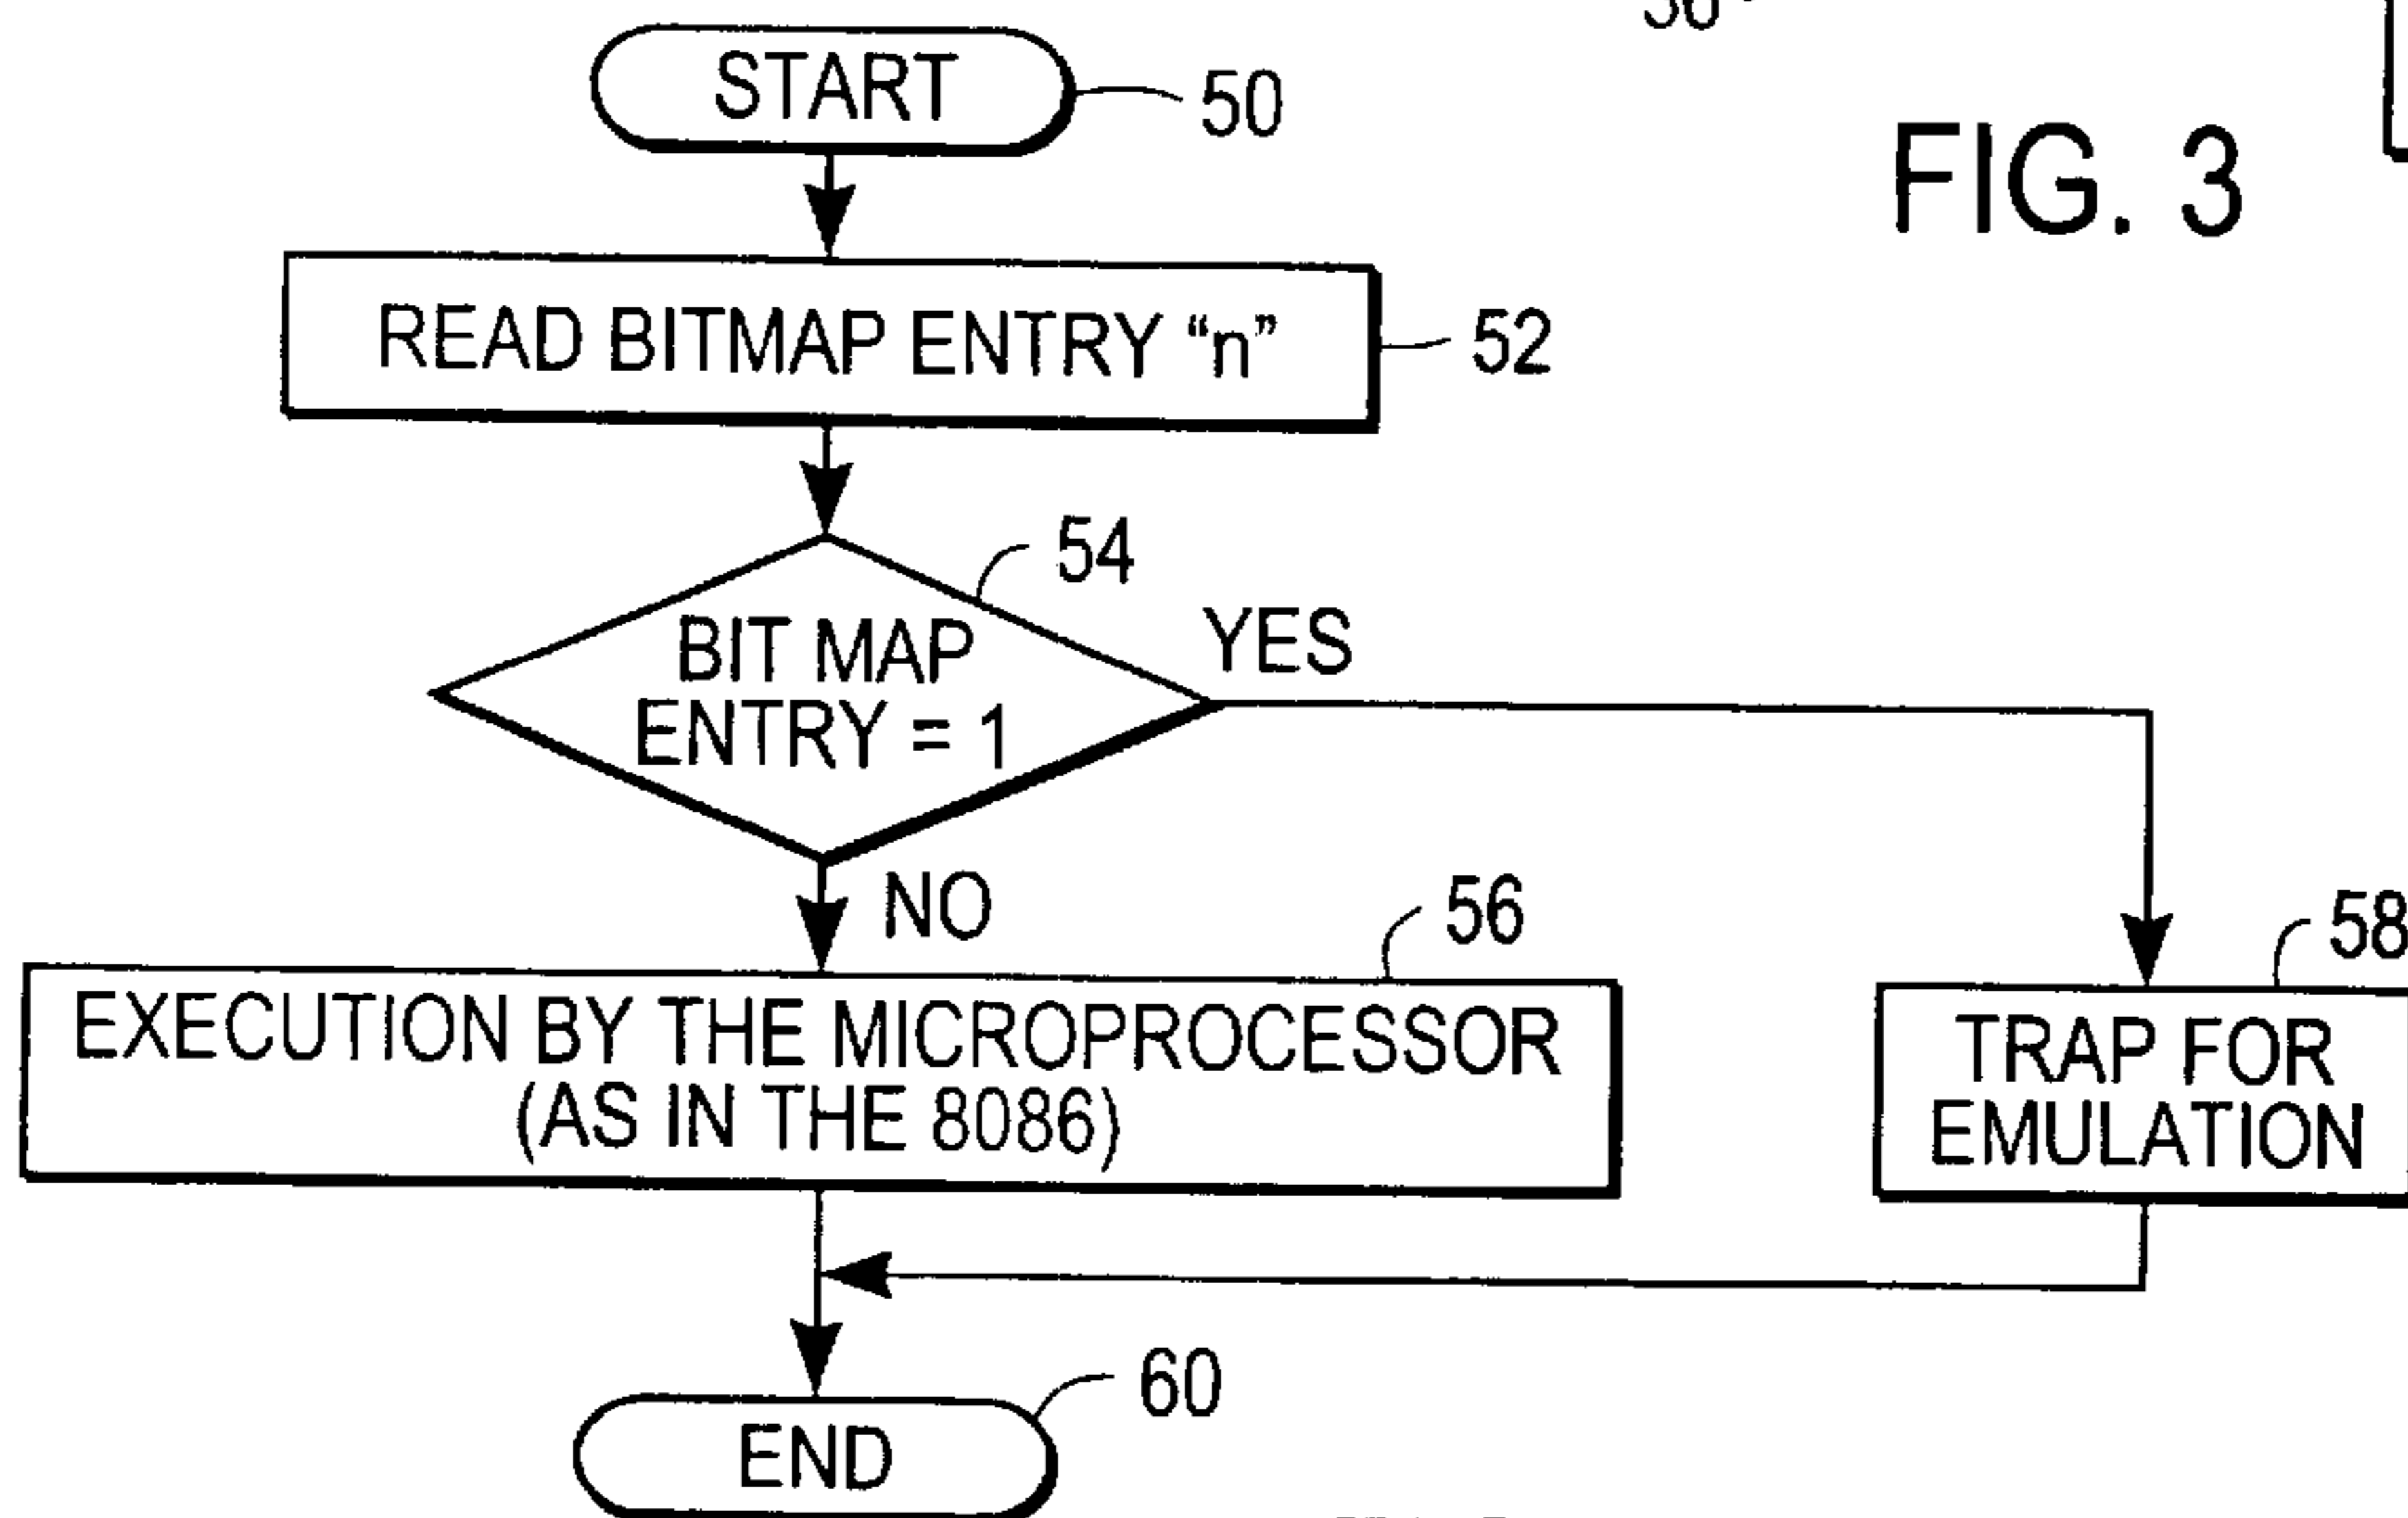 START
50
FIG. 3
READ BITMAP ENTRY “n”
52
54
BIT MAP
ENTRY = 1
YES
NO
56
58
EXECUTION BY THE MICROPROCESSOR
(AS IN THE 8086)
TRAP FOR
EMULATION
60
END